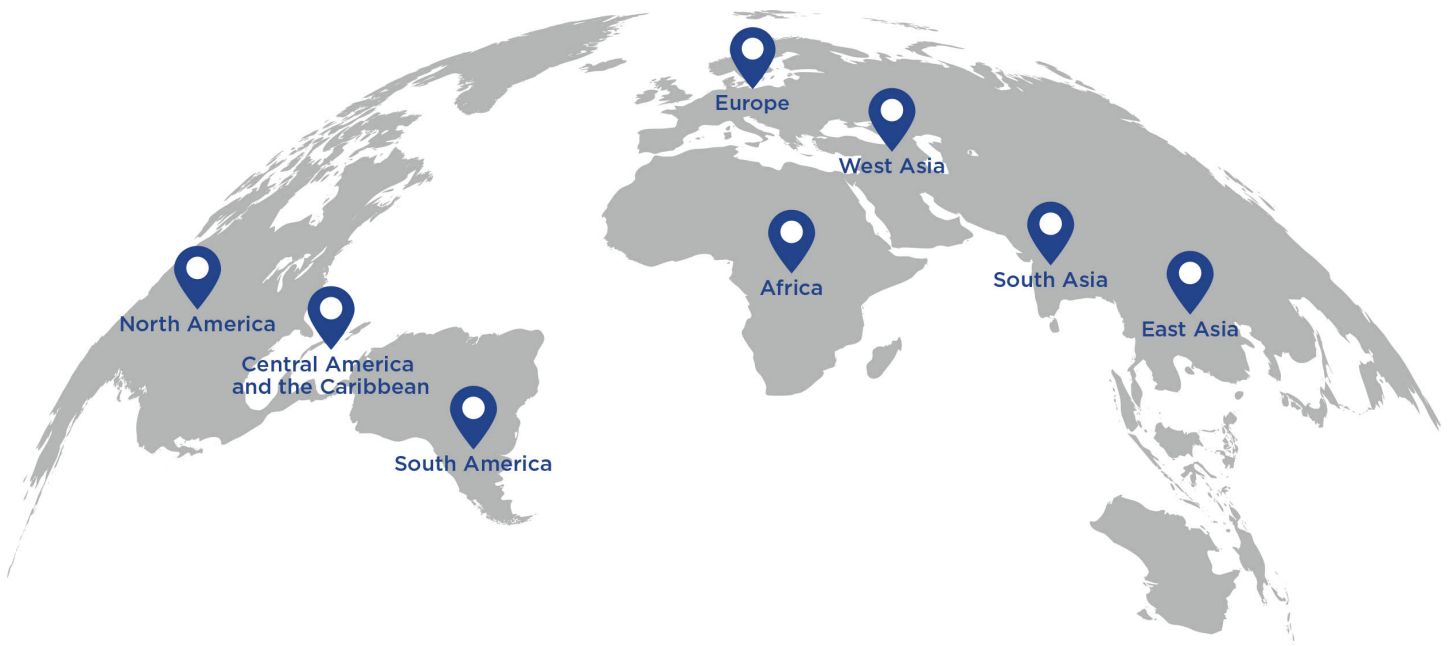 Europe
West Asia
Africa
South Asia
North America
East Asia
Central America
and the Caribbean
South America